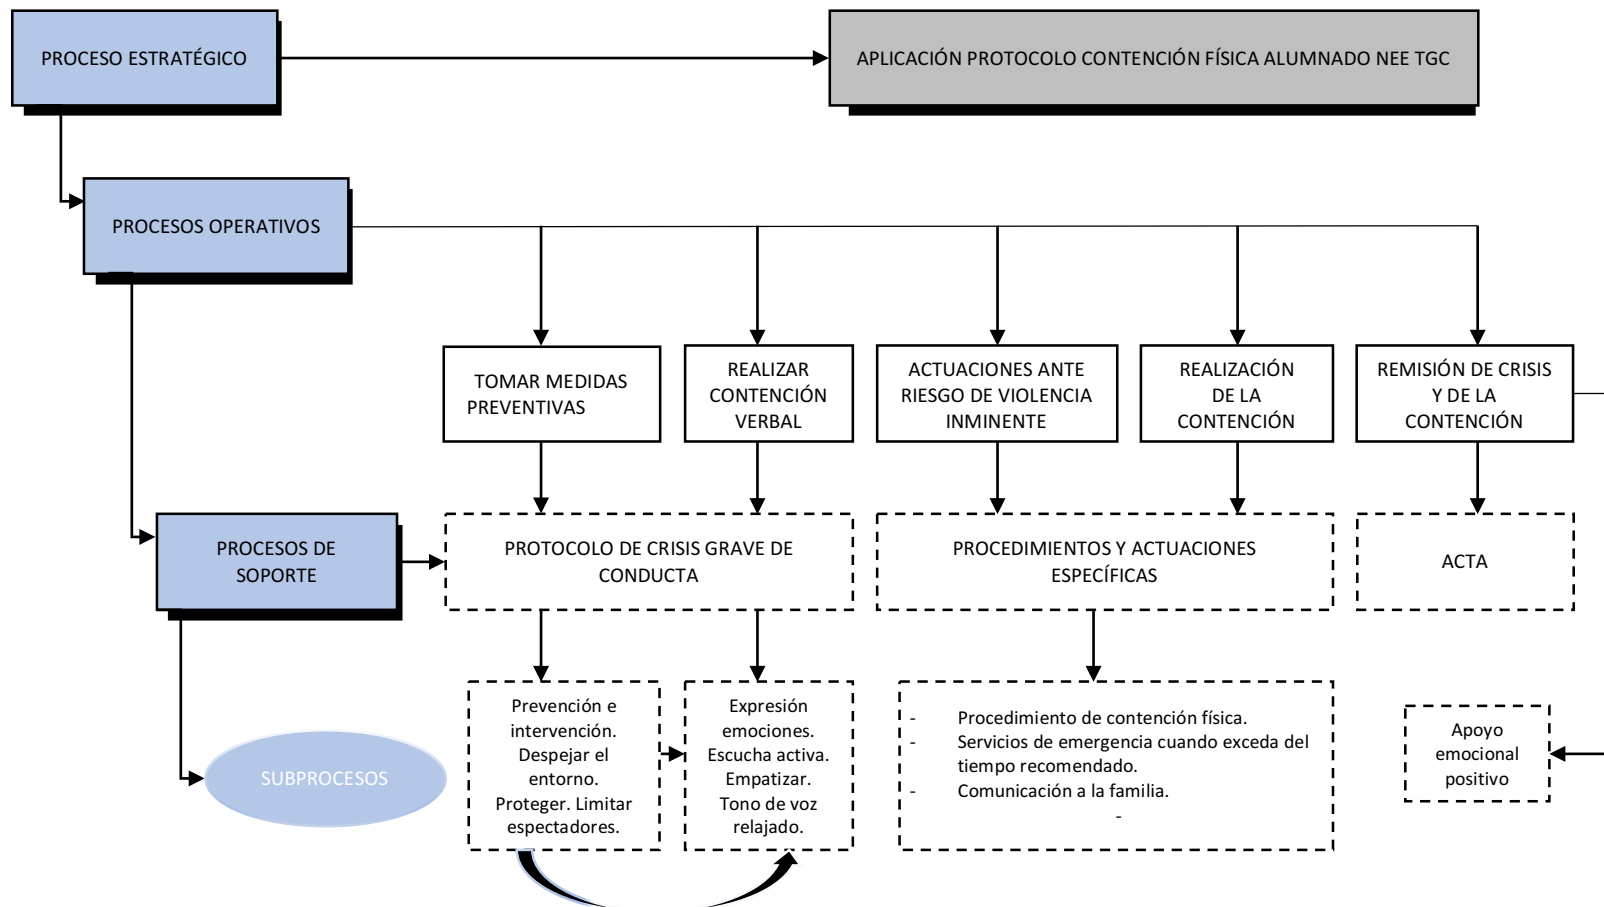 PROCESO ESTRATÉGICO
APLICACIÓN PROTOCOLO CONTENCIÓN FÍSICA ALUMNADO NEE TGC
PROCESOS OPERATIVOS
TOMAR MEDIDAS
PREVENTIVAS
REALIZAR
CONTENCIÓN
VERBAL
ACTUACIONES ANTE
RIESGO DE VIOLENCIA
INMINENTE
REALIZACIÓN
DE LA
CONTENCIÓN
REMISIÓN DE CRISIS
Y DE LA
CONTENCIÓN
PROCESOS DE
SOPORTE
PROTOCOLO DE CRISIS GRAVE DE
CONDUCTA
PROCEDIMIENTOS Y ACTUACIONES
ESPECÍFICAS
ACTA
SUBPROCESOS
Prevención e
intervención.
Despejar el
entorno.
Proteger. Limitar
espectadores.
Expresión
emociones.
Escucha activa.
Empatizar.
Tono de voz
relajado.
- Procedimiento de contención física.
- Servicios de emergencia cuando exceda del
tiempo recomendado.
- Comunicación a la familia.
-
Apoyo
emocional
positivo